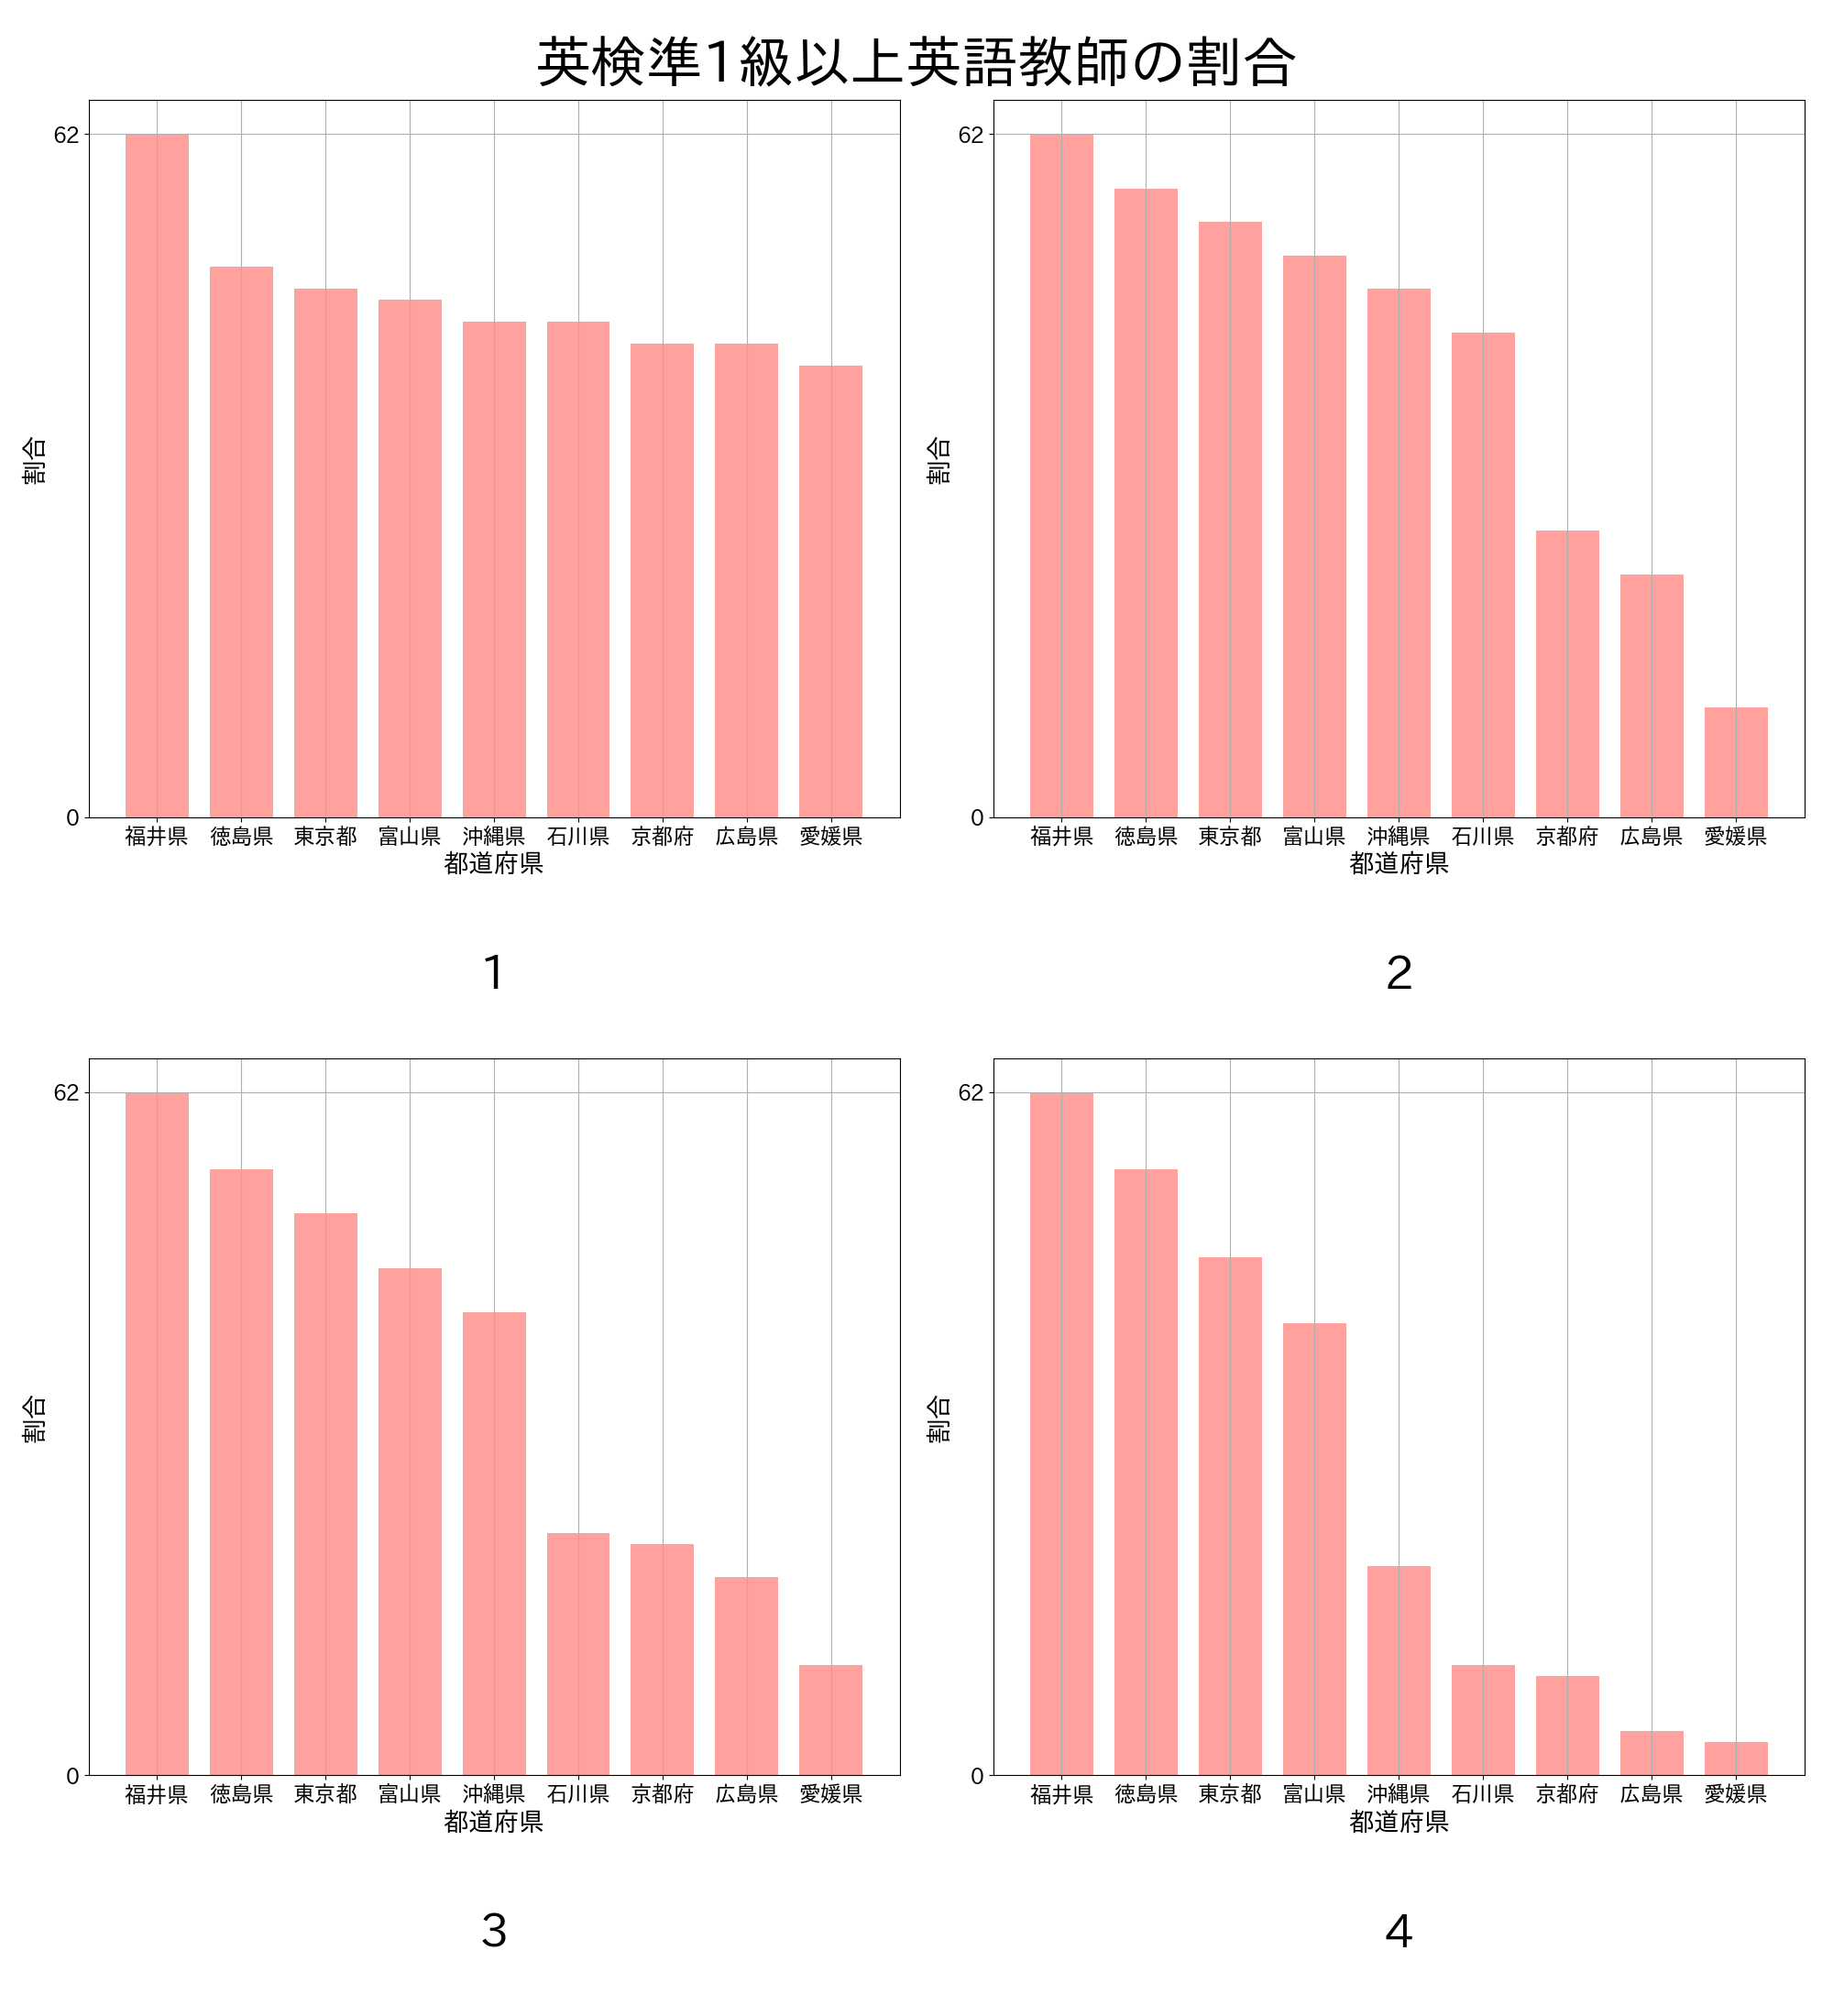 英検準1級以上英語教師の割合
62
0
割合
福井県 徳島県 東京都 富山県 沖縄県 石川県 京都府 広島県 愛媛県
都道府県
1
62
0
割合
福井県 徳島県 東京都 富山県 沖縄県 石川県 京都府 広島県 愛媛県
都道府県
2
62
0
割合
福井県 徳島県 東京都 富山県 沖縄県 石川県 京都府 広島県 愛媛県
都道府県
3
62
0
割合
福井県 徳島県 東京都 富山県 沖縄県 石川県 京都府 広島県 愛媛県
都道府県
4